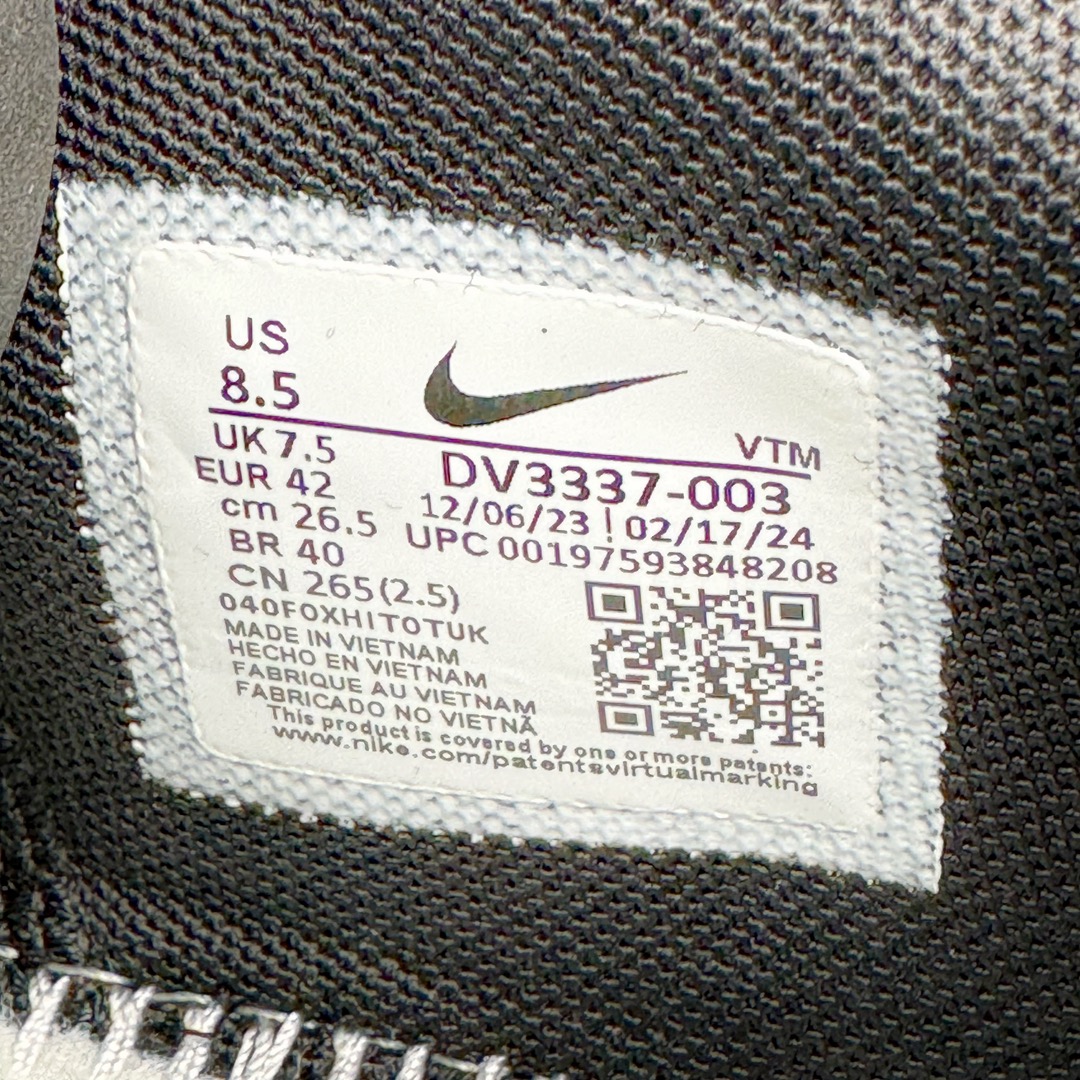 US
8.5
VTM
UK 7.5
DV3337-003
EUR 42
12/06/23 | 02/17/24
cm 26.5
UPC 00197593848208
BR 40
CN 265(2.5)
040FOXHITOTUK
MADE IN VIETNAM
HECHO EN VIETNAM
FABRIQUE AU VIETNAM
FABRICADO NO VIETNÃ
This product is covered by one or more patents:
www.nike.com/patentsvirtualmarking